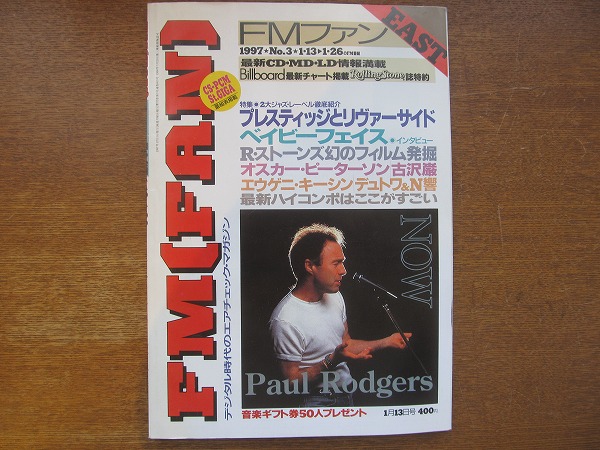 FMファン
EAST
1997★No.3★1・13▶1・26
最新CD・MD・LD情報満載
Billboard最新チャート掲載 Rolling Stone誌特約
CS-PCM
St.GIGA
FM(FAN)
デジタル時代のエアチェック・マガジン
特集●2大ジャズ・レーベル徹底紹介
プレスティッジとリヴァーサイド
ベイビーフェイス●インタビュー
R・ストーンズ幻のフィルム発掘
オスカー・ピーターソン 古沢巌
エウゲニ・キーシン デュトワ&N響
最新ハイコンポはここがすごい
NOW
Paul Rodgers
音楽ギフト券50人プレゼント
1月13日号 400円